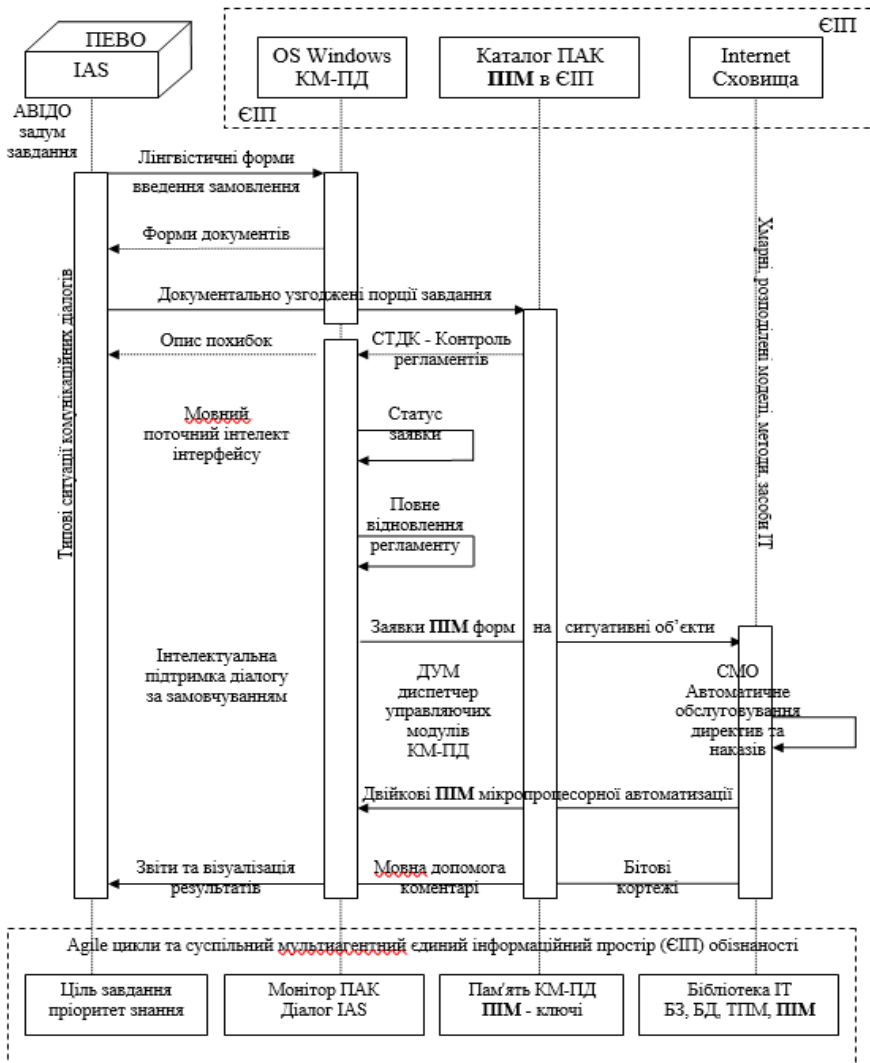 ЄІП
ПЕВО
IAS
OS Windows
КМ-ПД
Каталог ПАК
ПІМ в ЄІП
Internet
Сховища
ЄІП
АВІДО
задум
завдання
Лінгвістичні форми
введення замовлення
Форми документів
Документально узгоджені порції завдання
Опис похибок
СТДК - Контроль
регламентів
Мовний
поточний інтелект
інтерфейсу
Статус
заявки
Повне
відновлення
регламенту
Типові ситуації комунікаційних діалогів
Хмарні, розподілені моделі, методи, засоби ІТ
Заявки ПІМ форм на ситуативні об’єкти
Інтелектуальна
підтримка діалогу
за замовчуванням
ДУМ
диспетчер
управляючих
модулів
КМ-ПД
СМО
Автоматичне
обслуговування
директив та
наказів
Двійкові ПІМ мікропроцесорної автоматизації
Звіти та візуалізація
результатів
Мовна допомога
коментарі
Бітові
кортежі
Agile цикли та суспільний мультиагентний єдиний інформаційний простір (ЄІП) обізнаності
Ціль завдання
пріоритет знання
Монітор ПАК
Діалог IAS
Пам'ять КМ-ПД
ПІМ - ключі
Бібліотека ІТ
БЗ, БД, ТПМ, ПІМ